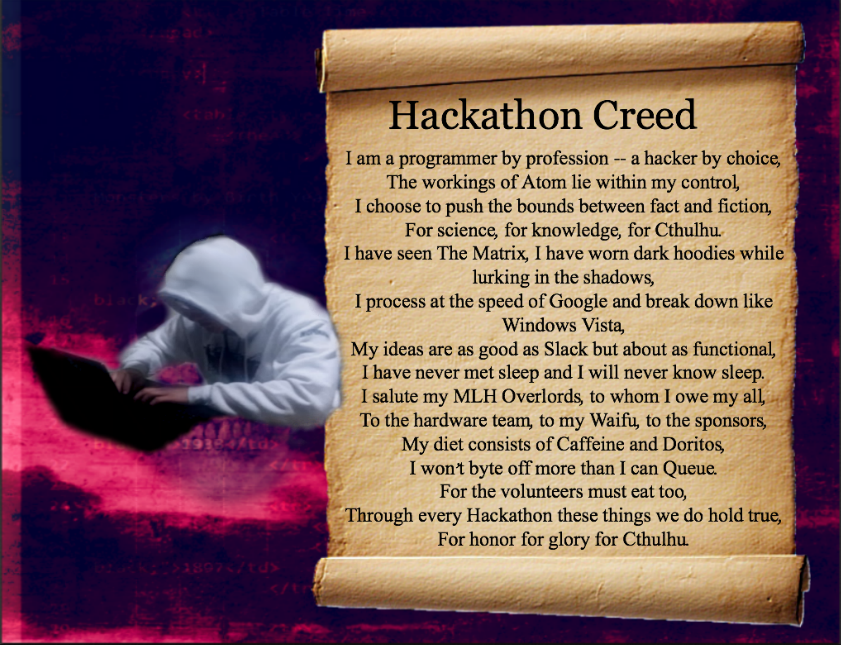 Hackathon Creed
I am a programmer by profession -- a hacker by choice,
The workings of Atom lie within my control,
I choose to push the bounds between fact and fiction,
For science, for knowledge, for Cthulhu.
I have seen The Matrix, I have worn dark hoodies while
lurking in the shadows,
I process at the speed of Google and break down like
Windows Vista,
My ideas are as good as Slack but about as functional,
I have never met sleep and I will never know sleep.
I salute my MLH Overlords, to whom I owe my all,
To the hardware team, to my Waifu, to the sponsors,
My diet consists of Caffeine and Doritos,
I won't byte off more than I can Queue.
For the volunteers must eat too,
Through every Hackathon these things we do hold true,
For honor for glory for Cthulhu.